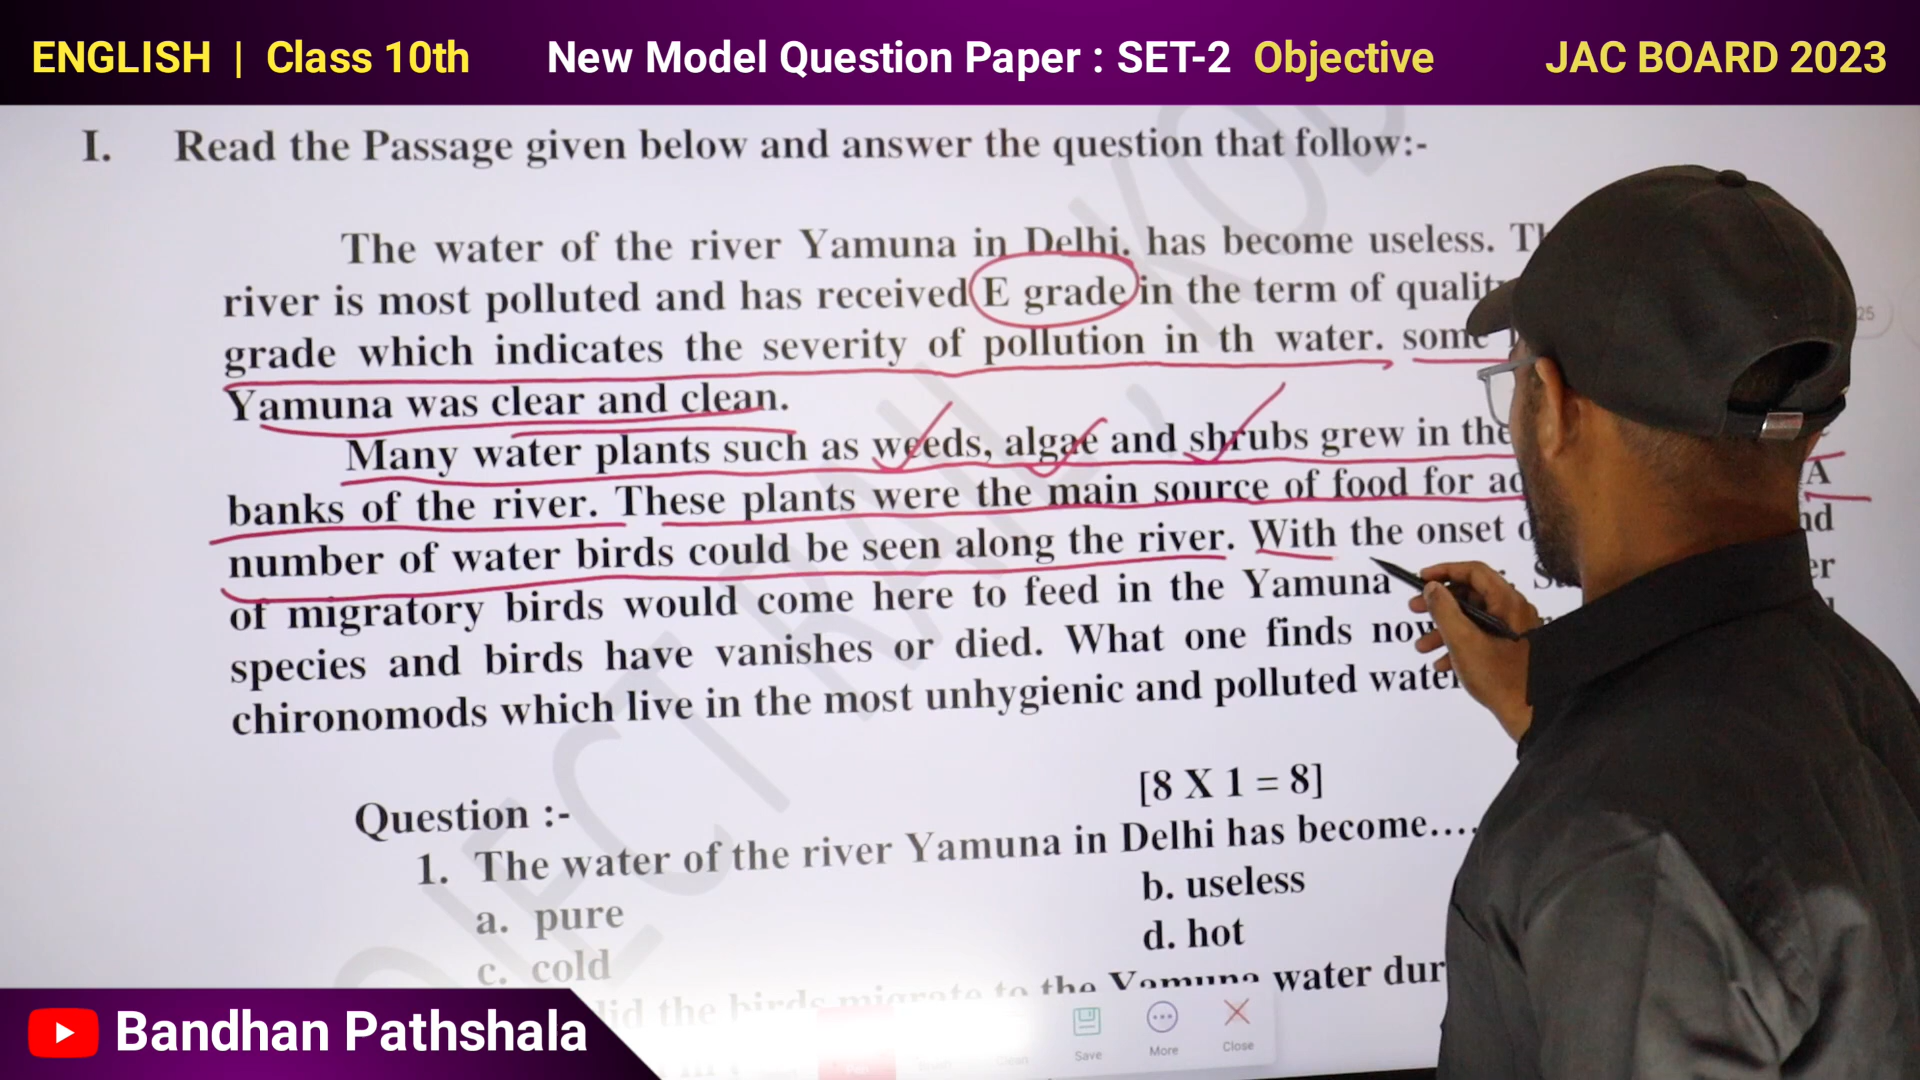 ENGLISH | Class 10th New Model Question Paper : SET-2 Objective JAC BOARD 2023
I. Read the Passage given below and answer the question that follow:-
The water of the river Yamuna in Delhi. has become useless.
river is most polluted and has received E grade in the term of
grade which indicates the severity of pollution in th water. some
Yamuna was clear and clean.
Many water plants such as weeds, algae and shrubs grew in the
banks of the river. These plants were the main source of food for A
number of water birds could be seen along the river. With the onset
of migratory birds would come here to feed in the Yamuna
species and birds have vanishes or died. What one finds
chironomods which live in the most unhygienic and polluted
[8 X 1 = 8]
Question :-
1. The water of the river Yamuna in Delhi has become....
a. pure b. useless
c. cold d. hot
the birds migrate to the Yamuna water
Save More Close
Bandhan Pathshala
25